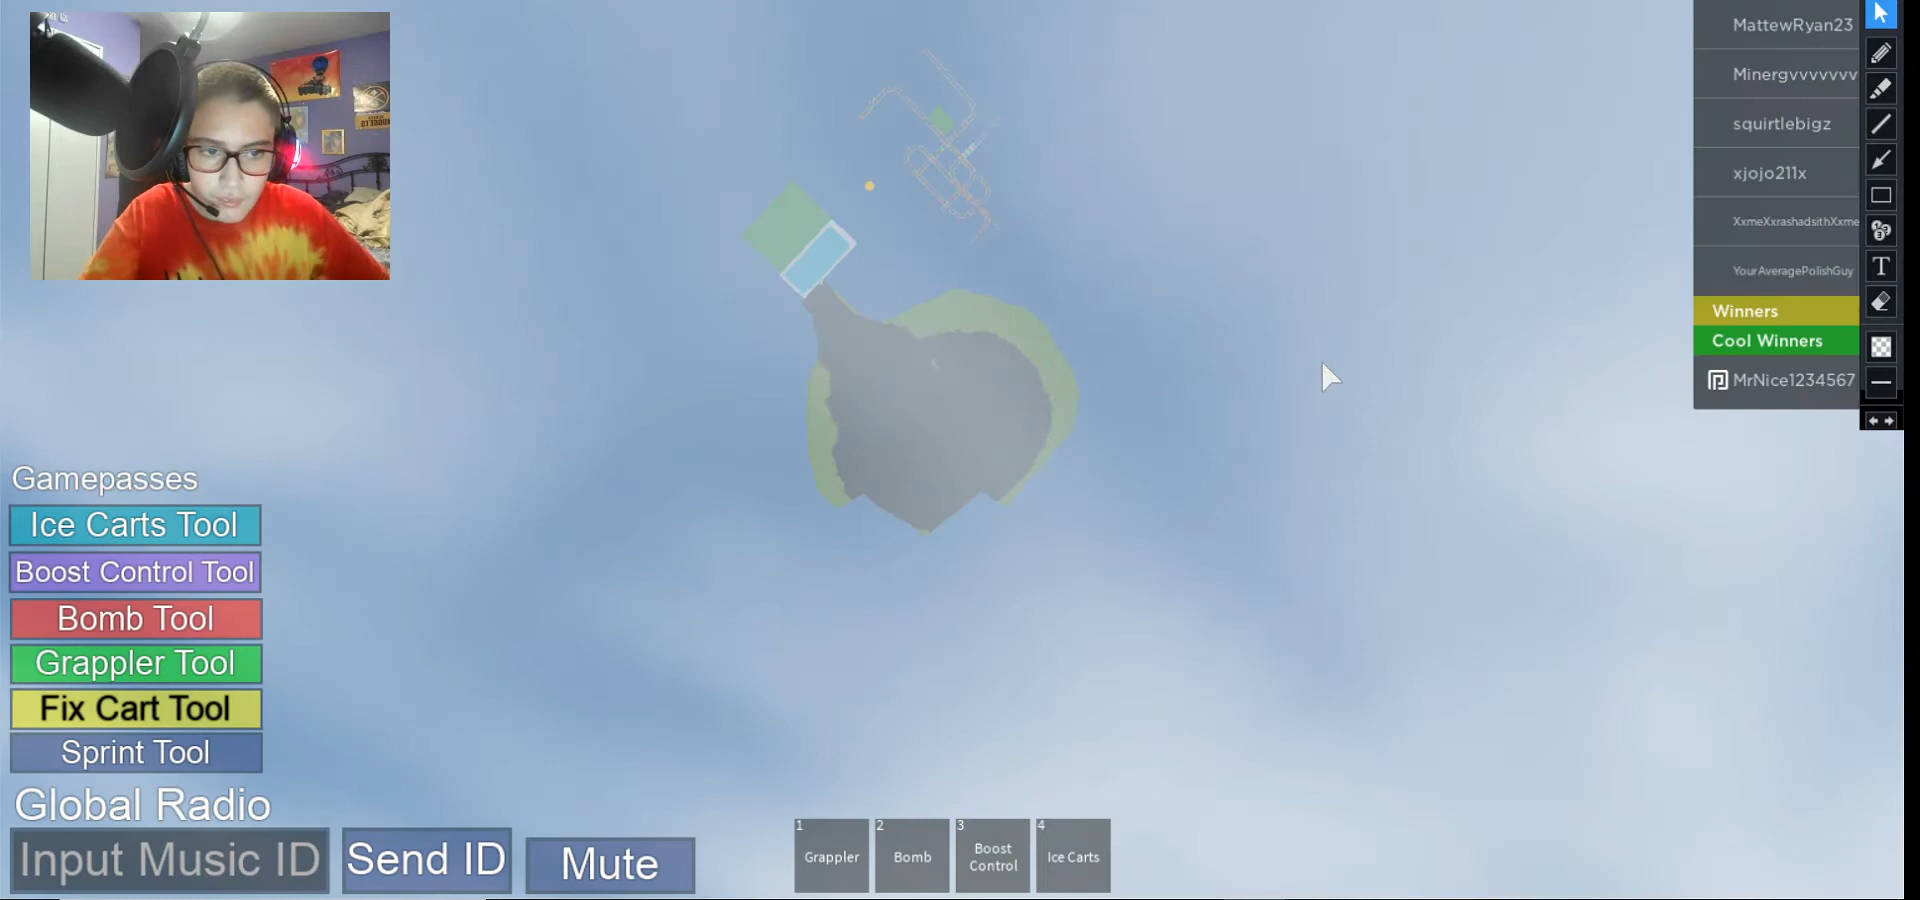 MattewRyan23
Minergvvvvvvv
squirtlebigz
xjojo211x
XxmeXxrashadsithXxme
YourAveragePolishGuy
Winners
Cool Winners
MrNice1234567
T
Gamepasses
Ice Carts Tool
Boost Control Tool
Bomb Tool
Grappler Tool
Fix Cart Tool
Sprint Tool
Global Radio
Input Music ID
Send ID
Mute
1
Grappler
2
Bomb
3
Boost
Control
4
Ice Carts